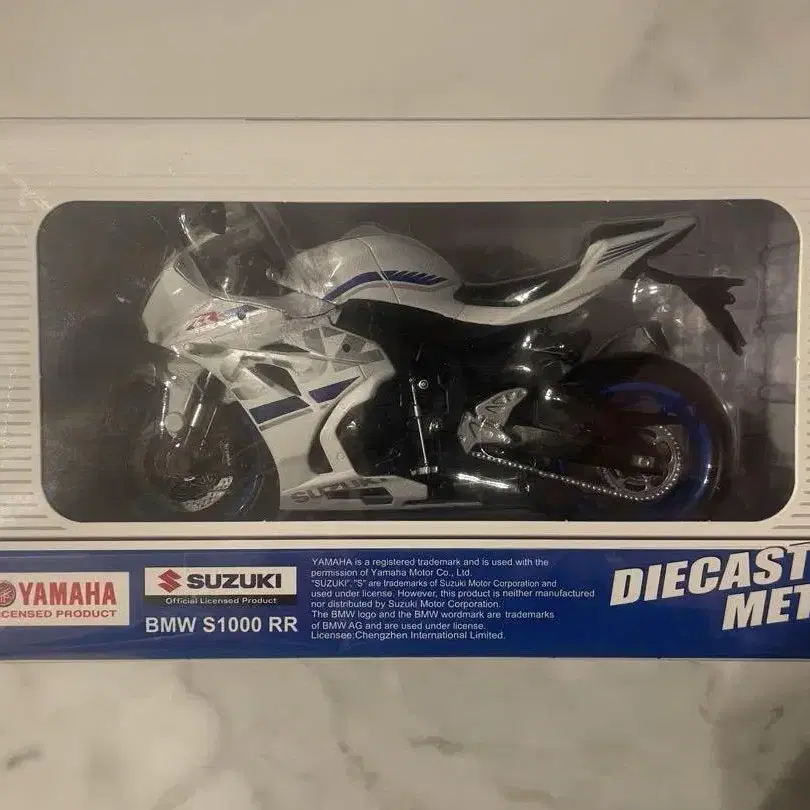 R
SUZUKI
YAMAHA
CENSED PRODUCT
SUZUKI
Official Licensed Product
BMW S1000 RR
YAMAHA is a registered trademark and is used with the
permission of Yamaha Motor Co., Ltd.
"SUZUKI", "S" are trademarks of Suzuki Motor Corporation and
used under license. However, this product is neither manufactured
nor distributed by Suzuki Motor Corporation.
The BMW logo and the BMW wordmark are trademarks
of BMW AG and are used under license.
Licensee:Chengzhen International Limited.
DIECAST
MET